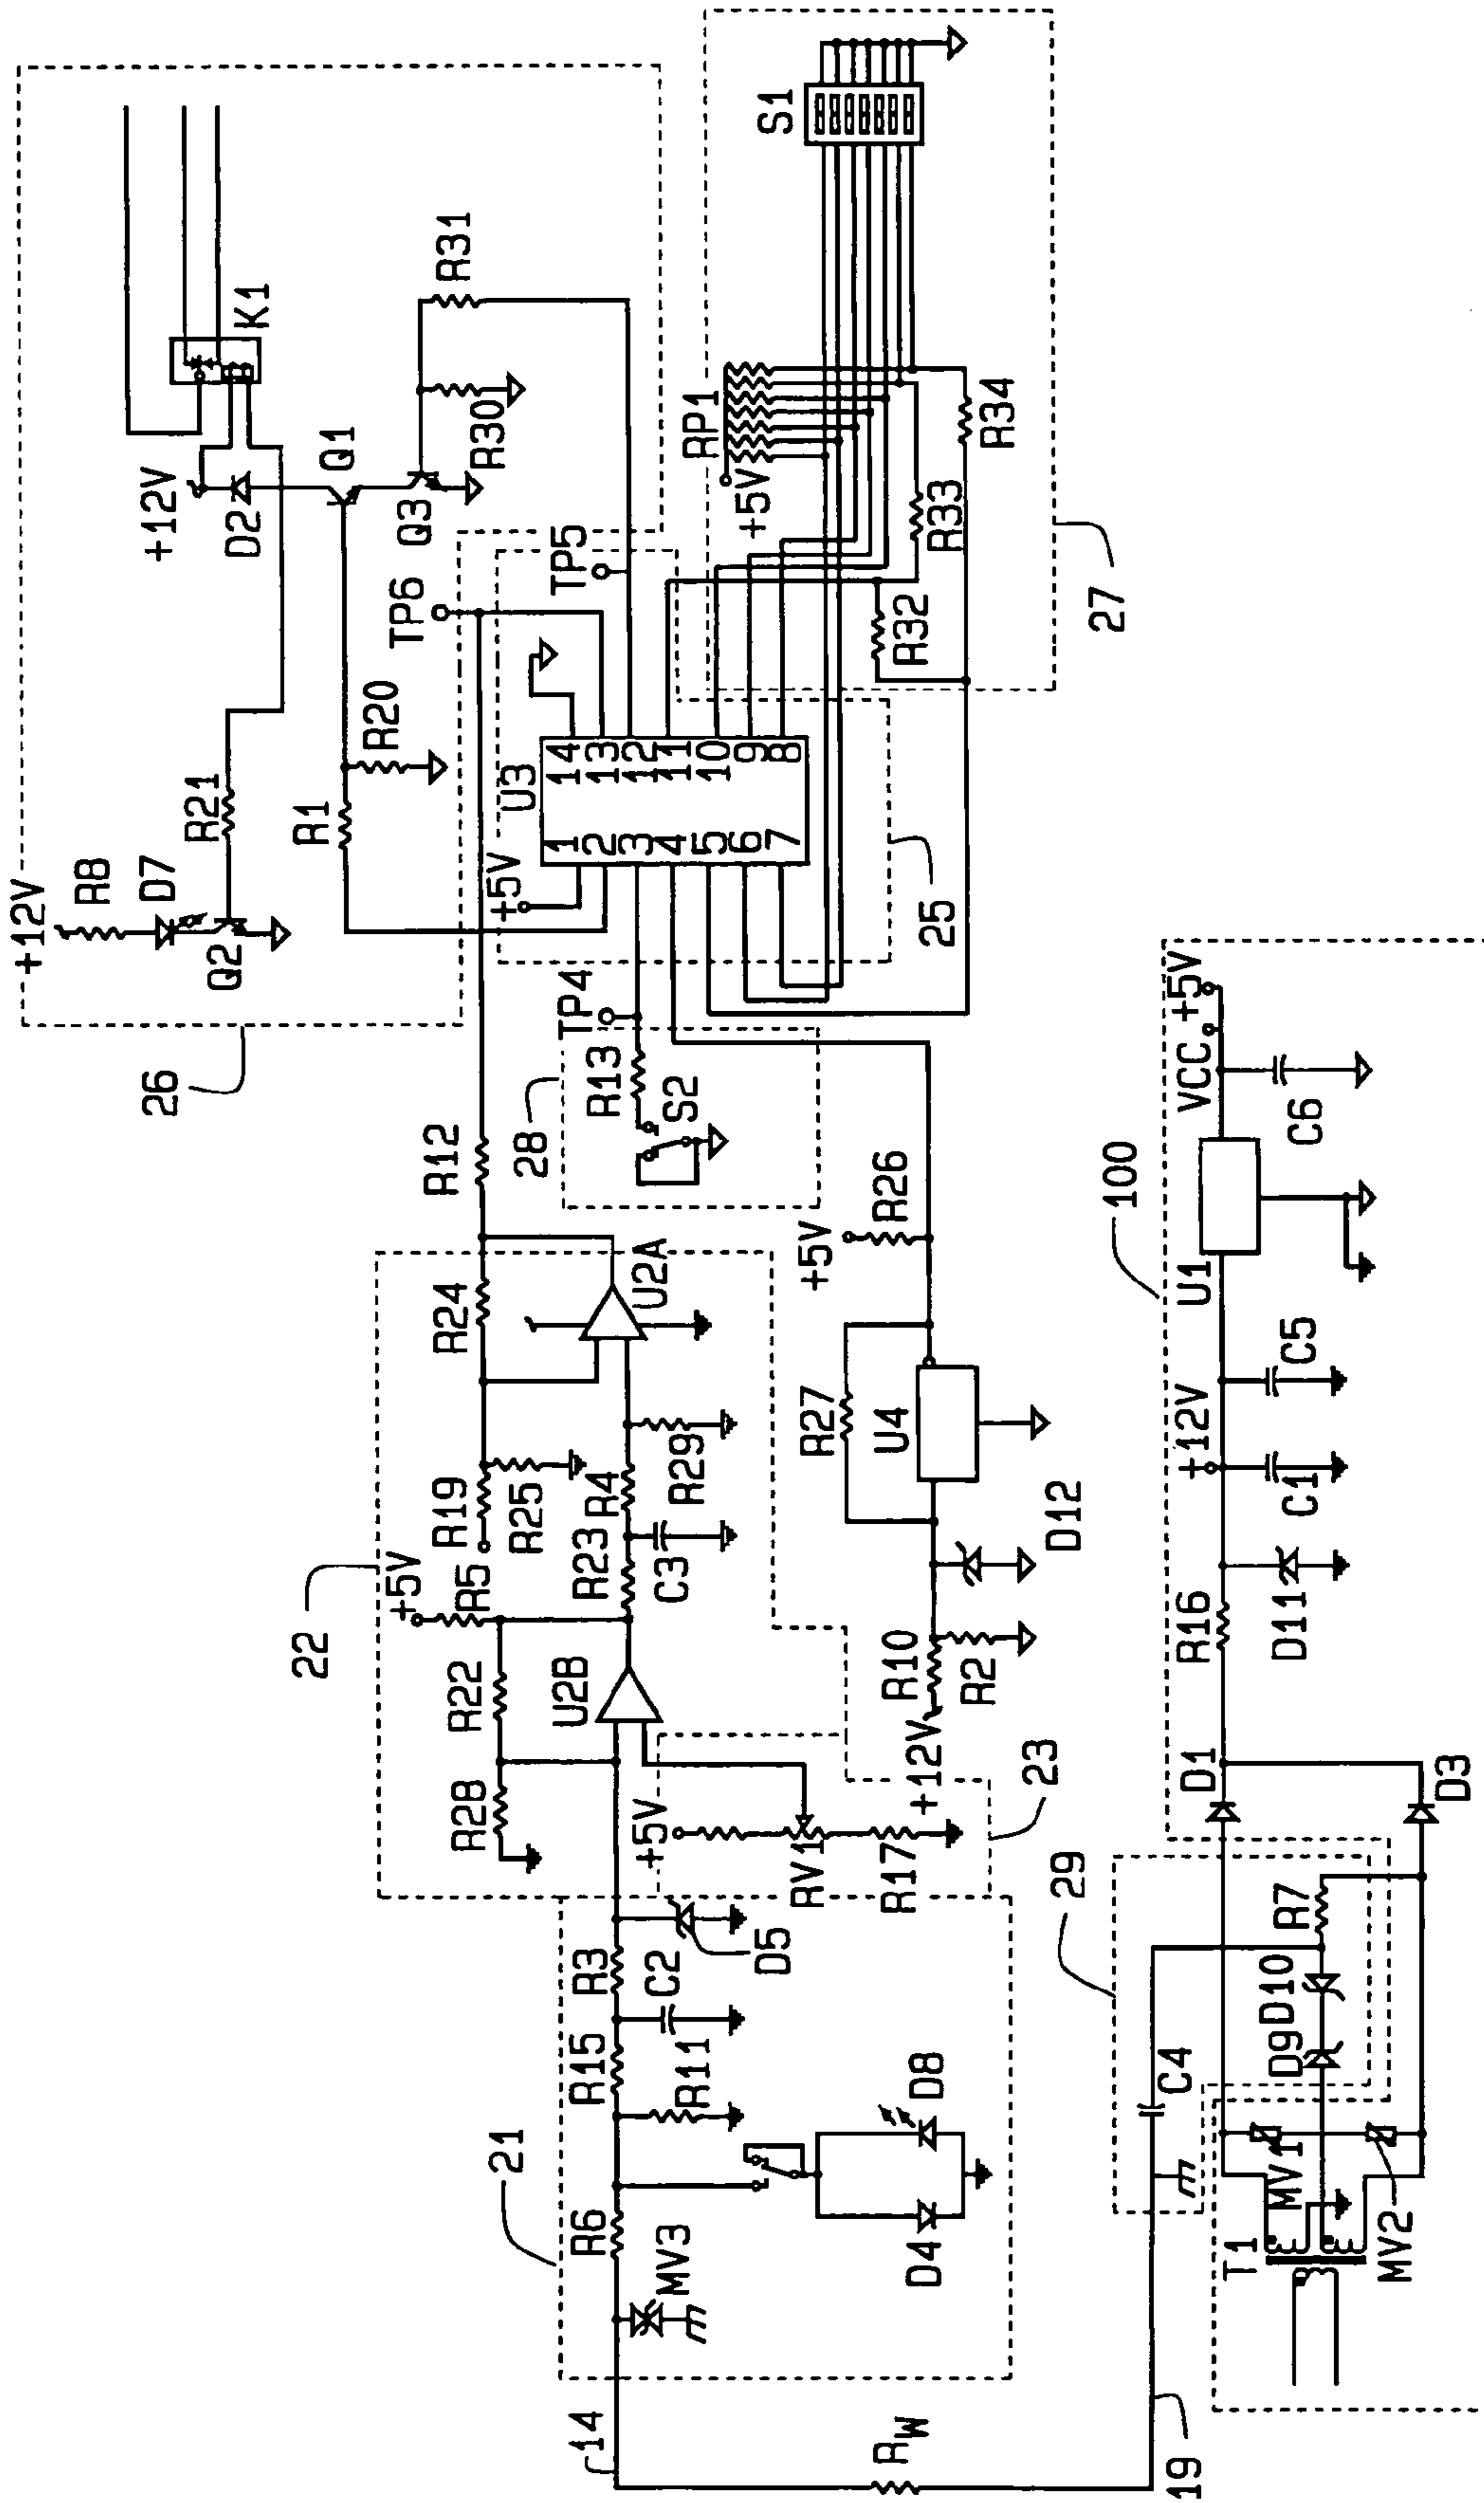 +12V
R8
D7
Q2
R21
+12V
D2
K1
Q1
R1
R20
Q3
R30
R31
26
TP6
TP5
+5V
U3
1
2
3
4
5
6
7
14
13
12
11
10
9
8
25
TP4
R13
S2
28
R12
+5V
RP1
S1
R32
R33
R34
27
22
R24
U2A
R19
R25
+5V
R5
R23
R4
C3
R29
R22
R28
U2B
+5V
RV1
R17
23
+5V
R26
R27
U4
D12
R10
R2
+12V
21
R3
C2
D5
R15
R11
R6
MV3
D4
D8
14
RW
19
100
+5V
VCC
C6
U1
C5
+12V
C1
R16
D11
D1
D3
29
R7
D10
D9
C4
T1
MV1
MV2